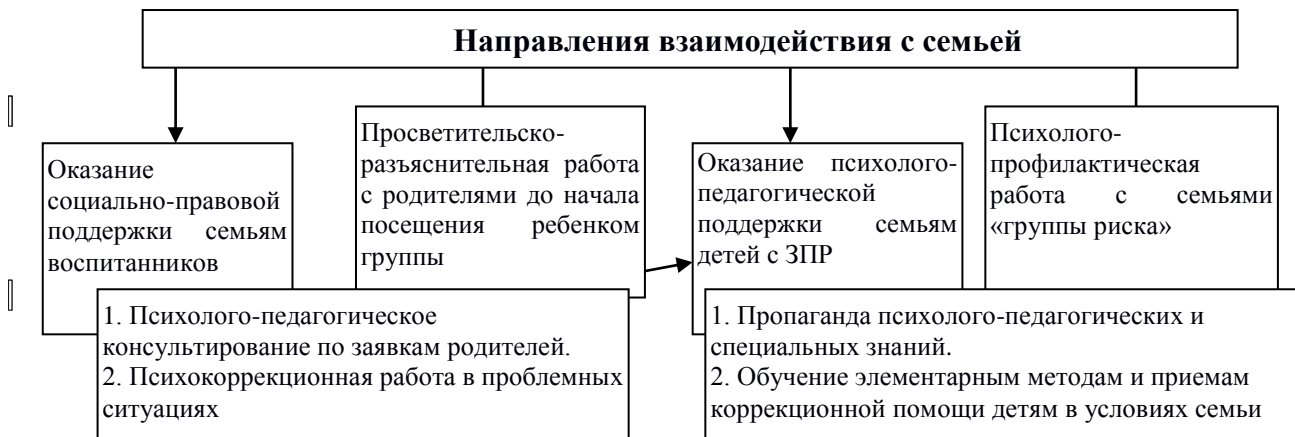 Направления взаимодействия с семьей
Оказание
социально-правовой
поддержки семьям
воспитанников
Просветительско-
разъяснительная работа
с родителями до начала
посещения ребенком
группы
Оказание психолого-
педагогической
поддержки семьям
детей с ЗПР
Психолого-
профилактическая
работа с семьями
«группы риска»
1. Психолого-педагогическое
консультирование по заявкам родителей.
2. Психокоррекционная работа в проблемных
ситуациях
1. Пропаганда психолого-педагогических и
специальных знаний.
2. Обучение элементарным методам и приемам
коррекционной помощи детям в условиях семьи